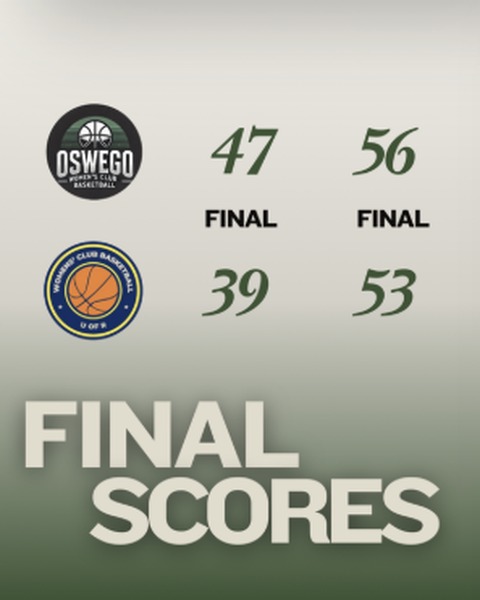 OSWEGO
WOMEN'S CLUB
BASKETBALL
47 56
FINAL FINAL
WOMENS' CLUB BASKETBALL
U OF R
39 53
FINAL
SCORES